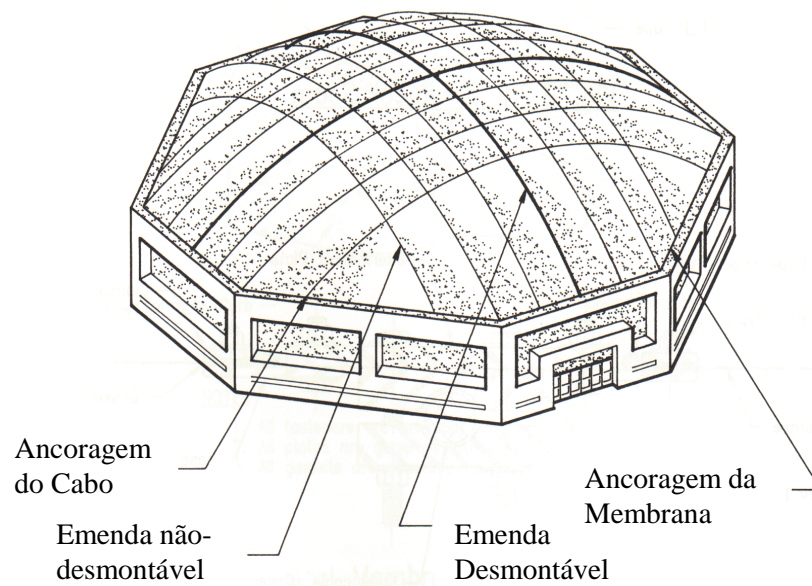 Ancoragem
do Cabo
Emenda não-
desmontável
Emenda
Desmontável
Ancoragem da
Membrana